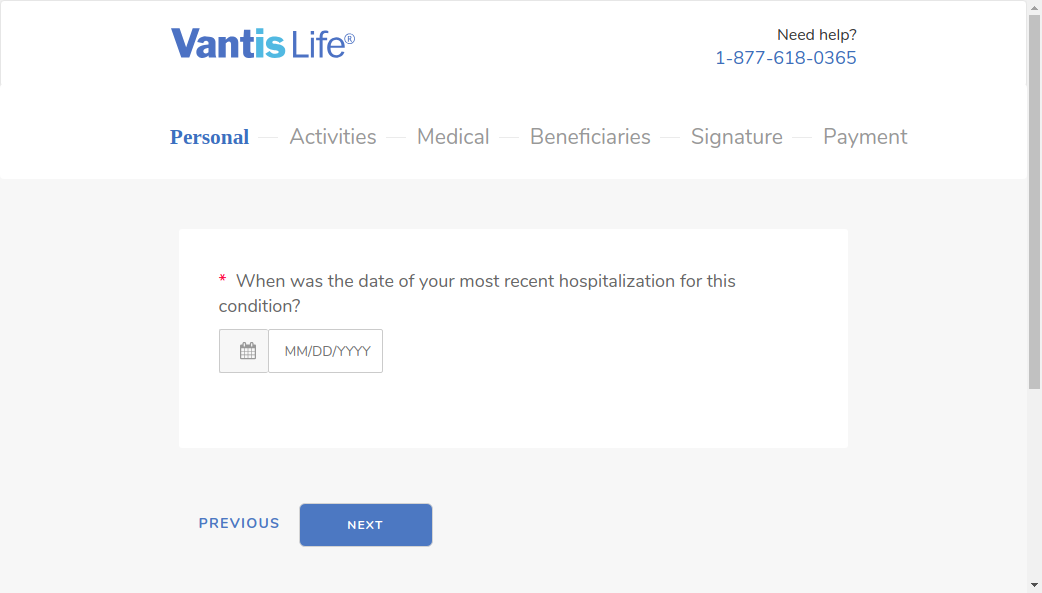 Vantis Life®
Need help?
1-877-618-0365
Personal
Activities
Medical
Beneficiaries
Signature
Payment
* When was the date of your most recent hospitalization for this
condition?
MM/DD/YYYY
PREVIOUS
NEXT